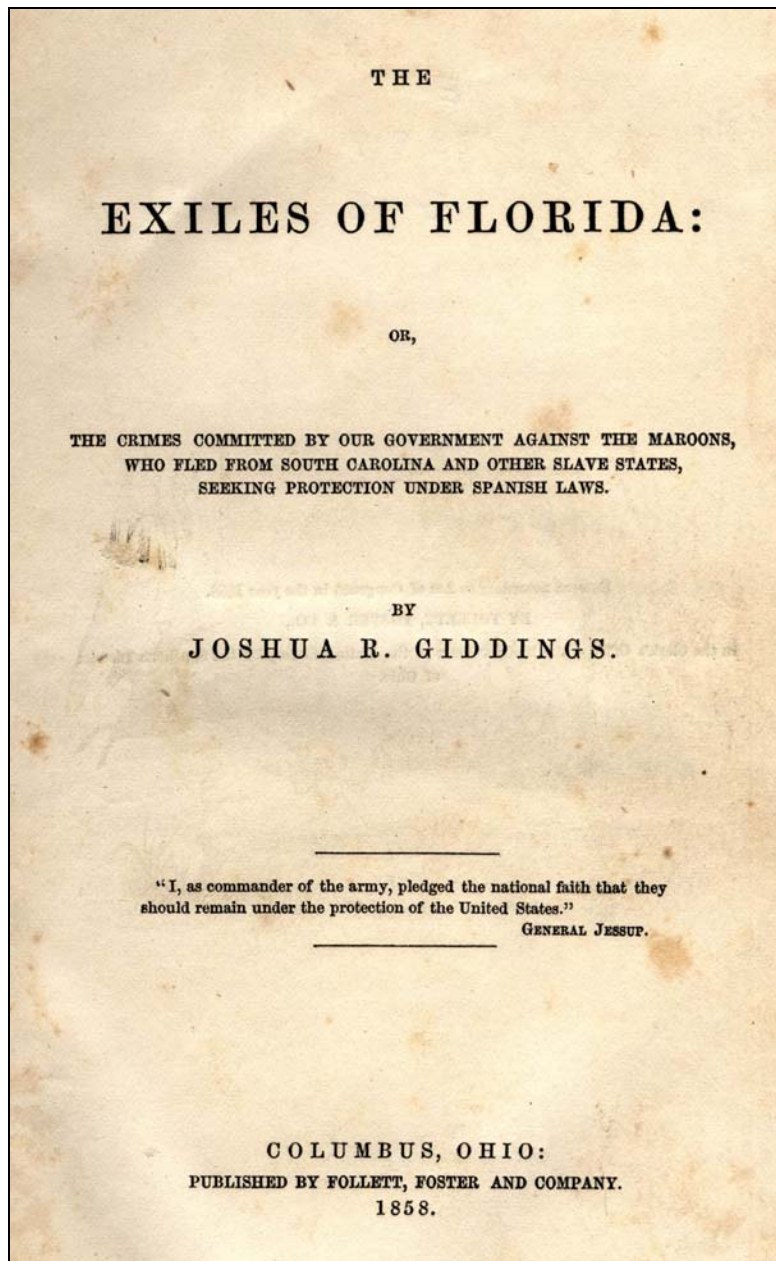 THE
EXILES OF FLORIDA:
OR,
THE CRIMES COMMITTED BY OUR GOVERNMENT AGAINST THE MAROONS,
WHO FLED FROM SOUTH CAROLINA AND OTHER SLAVE STATES,
SEEKING PROTECTION UNDER SPANISH LAWS.
BY
JOSHUA R. GIDDINGS.
“I, as commander of the army, pledged the national faith that they
should remain under the protection of the United States.”
GENERAL JESSUP.
COLUMBUS, OHIO:
PUBLISHED BY FOLLETT, FOSTER AND COMPANY.
1858.